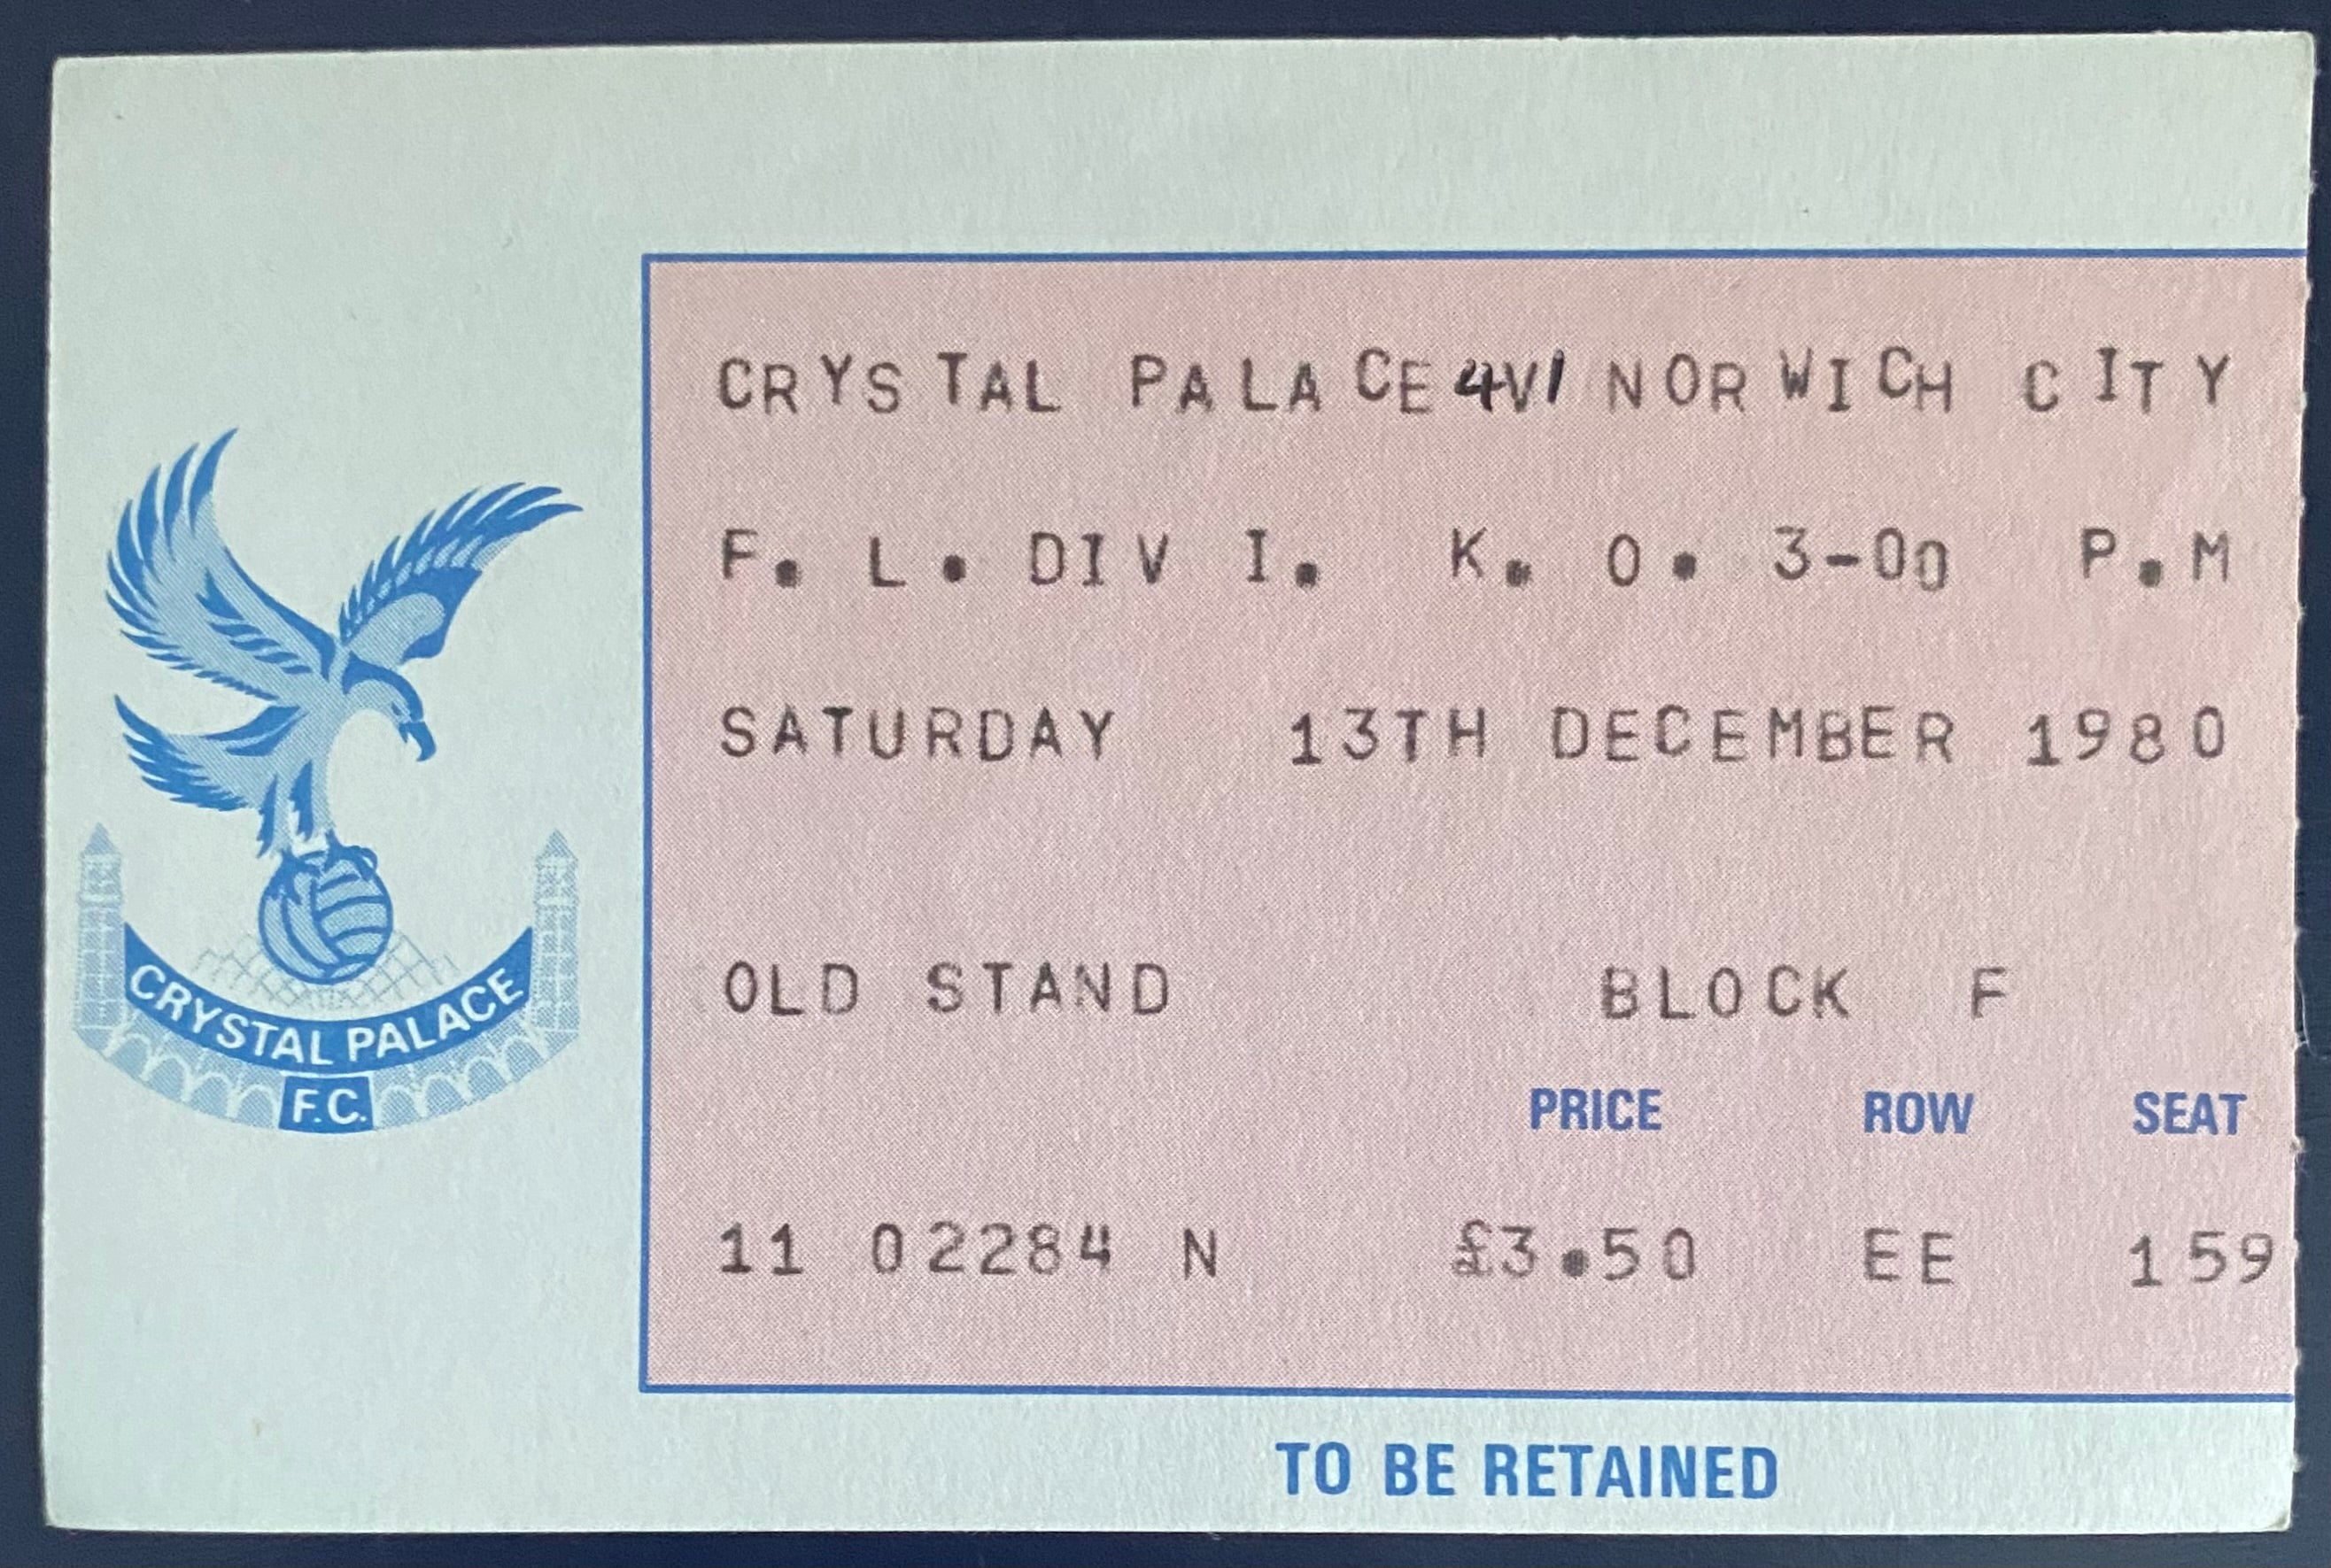 CRYSTAL PALACE 4V1 NORWICH CITY
F. L. DIV I. K. O. 3-00 P.M
SATURDAY 13TH DECEMBER 1980
CRYSTAL PALACE
F.C.
OLD STAND BLOCK F
PRICE ROW SEAT
11 02284 N £3.50 EE 159
TO BE RETAINED